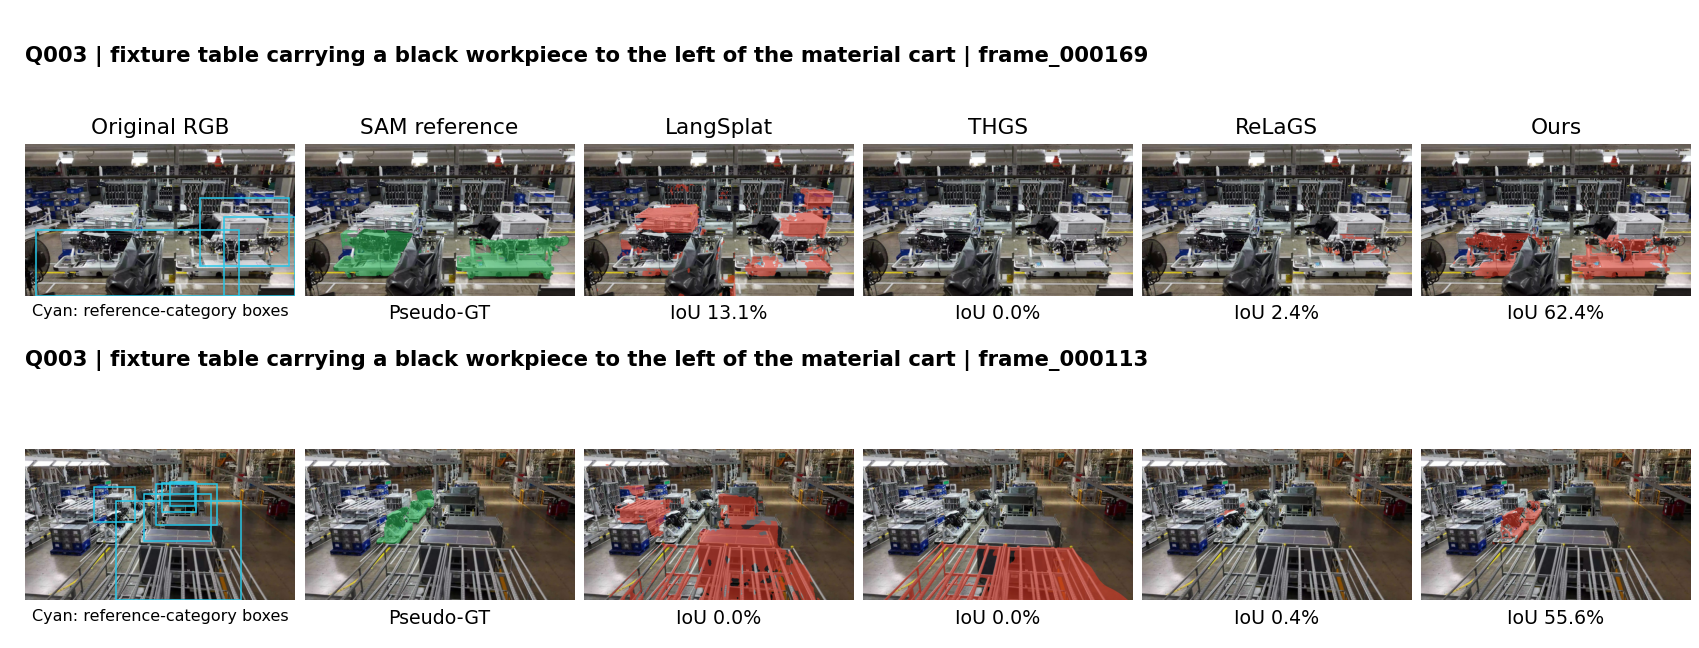 Q003 | fixture table carrying a black workpiece to the left of the material cart | frame_000169
Original RGB SAM reference LangSplat THGS ReLaGS Ours
Cyan: reference-category boxes Pseudo-GT IoU 13.1% IoU 0.0% IoU 2.4% IoU 62.4%
Q003 | fixture table carrying a black workpiece to the left of the material cart | frame_000113
Cyan: reference-category boxes Pseudo-GT IoU 0.0% IoU 0.0% IoU 0.4% IoU 55.6%